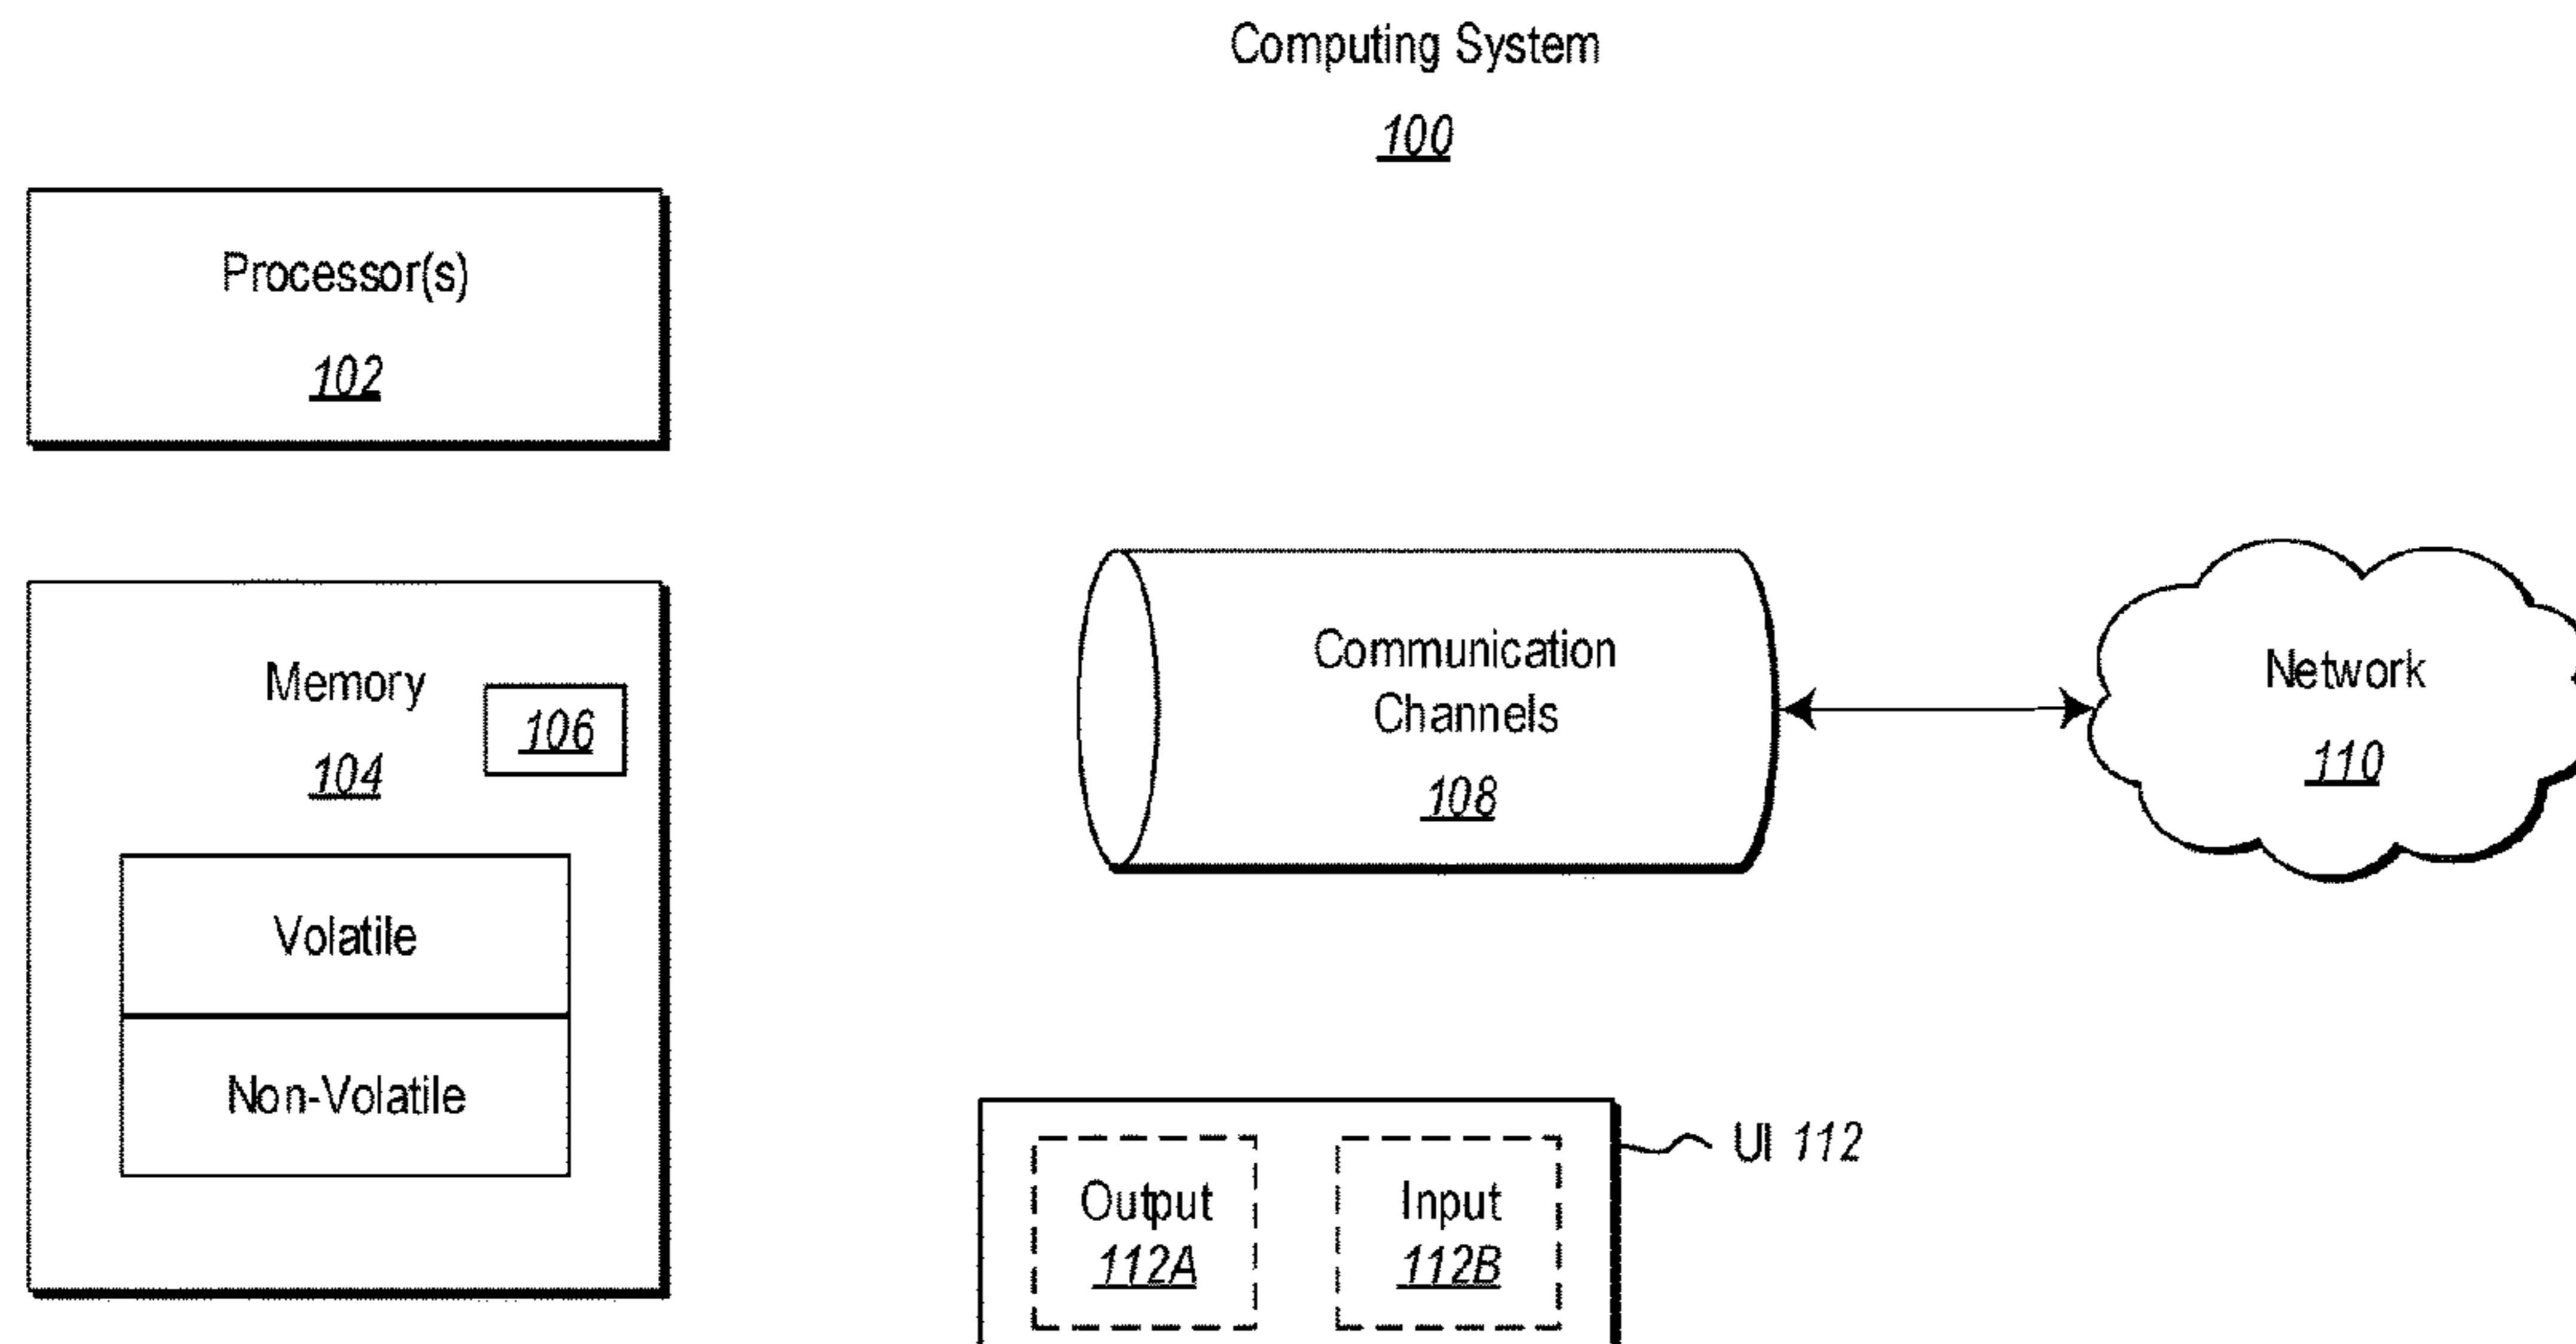 Computing System
100
Processor(s)
102
Memory
104
106
Volatile
Non-Volatile
Communication
Channels
108
Network
110
UI 112
Output
112A
Input
112B